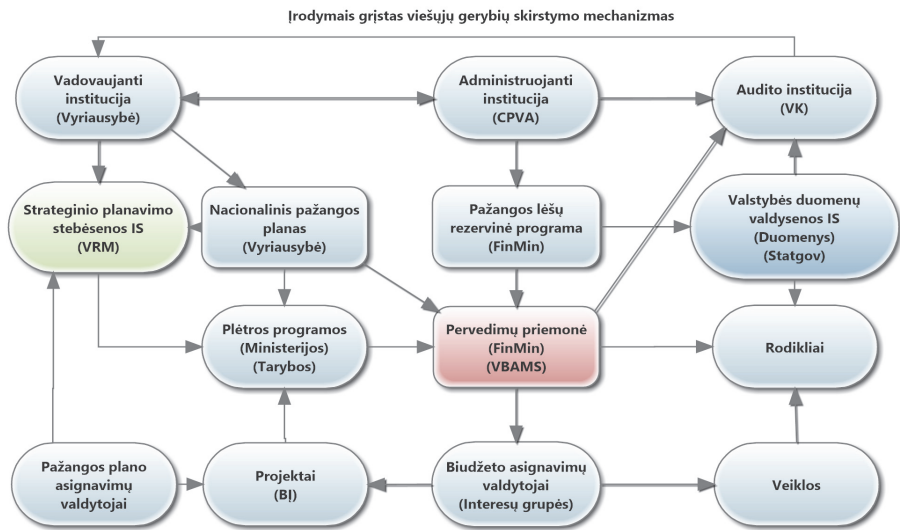 Įrodymais grįstas viešųjų gerybių skirstymo mechanizmas
Vadovaujanti
institucija
(Vyriausybė)
Administruojanti
institucija
(CPVA)
Audito institucija
(VK)
Strateginio planavimo
stebėsenos IS
(VRM)
Nacionalinis pažangos
planas
(Vyriausybė)
Pažangos lėšų
rezervinė programa
(FinMin)
Valstybės duomenų
valdysenos IS
(Duomenys)
(Statgov)
Plėtros programos
(Ministerijos)
(Tarybos)
Pervedimų priemonė
(FinMin)
(VBAMS)
Rodikliai
Pažangos plano
asignavimų
valdytojai
Projektai
(BĮ)
Biudžeto asignavimų
valdytojai
(Interesų grupės)
Veiklos